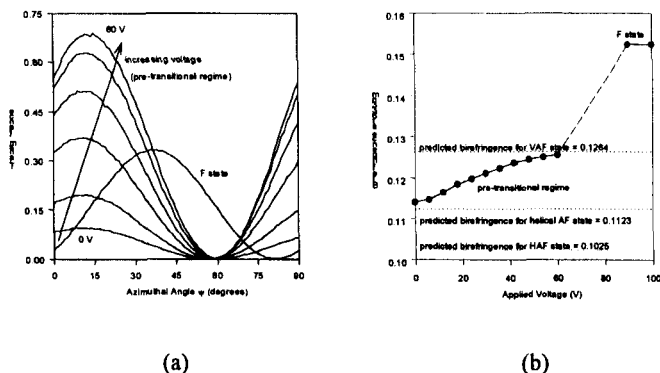 (a)
0.75
0.60
0.45
0.30
0.15
0.00
60 V
increasing voltage
(pre-transitional regime)
F state
0 V
0 15 30 45 60 75 90
Azimuthal Angle ψ (degrees)
(b)
0.16
0.15
0.14
0.13
0.12
0.11
0.10
F state
predicted birefringence for VAF state = 0.1264
pre-transitional regime
predicted birefringence for helical AF state = 0.1123
predicted birefringence for HAF state = 0.1025
0 20 40 60 80 100
Applied Voltage (V)
(a) (b)